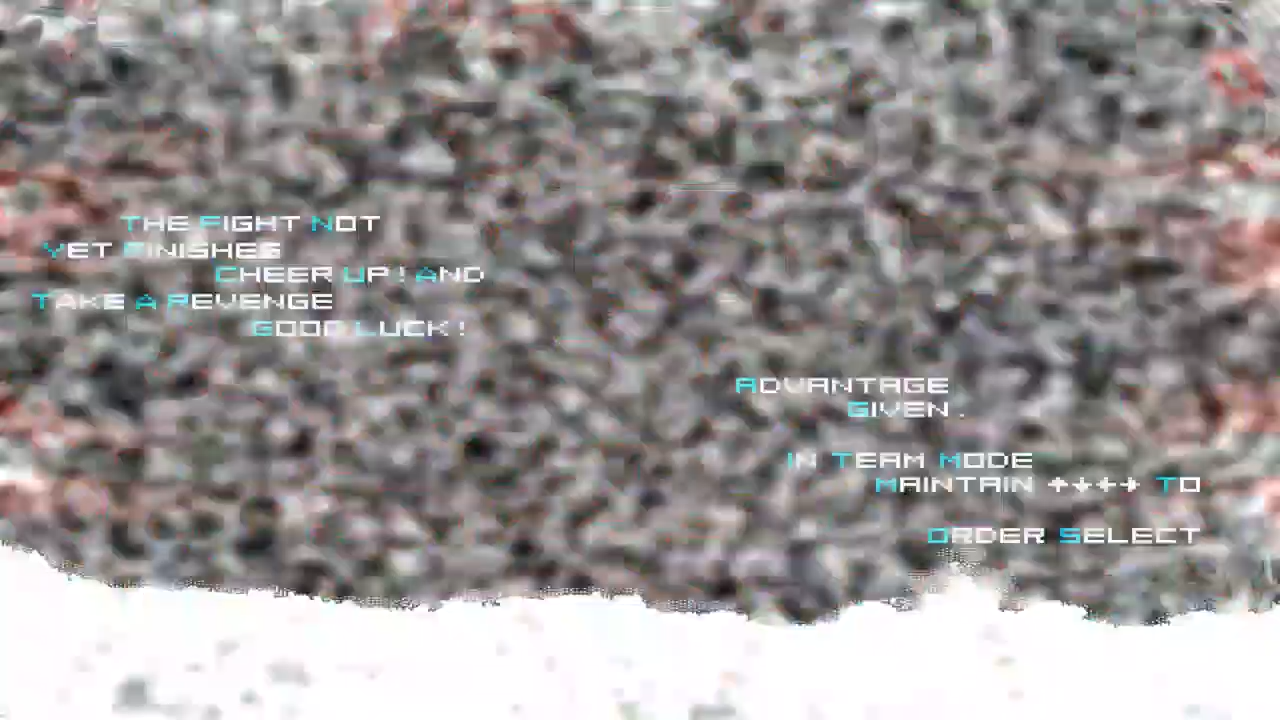 THE FIGHT NOT
YET FINISHES
CHEER UP! AND
TAKE A REVENGE
GOOD LUCK!
ADVANTAGE
GIVEN.
IN TEAM MODE
MAINTAIN ↑↓↑→ TO
ORDER SELECT